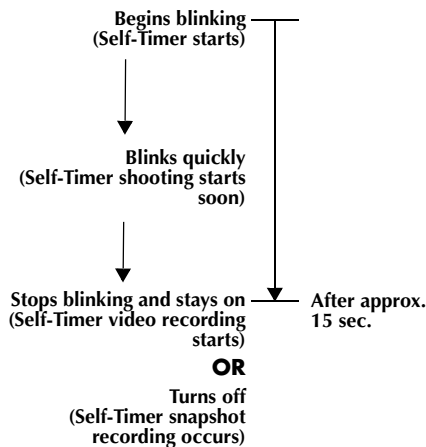 Begins blinking
(Self-Timer starts)
Blinks quickly
(Self-Timer shooting starts
soon)
Stops blinking and stays on
(Self-Timer video recording
starts)
After approx.
15 sec.
OR
Turns off
(Self-Timer snapshot
recording occurs)